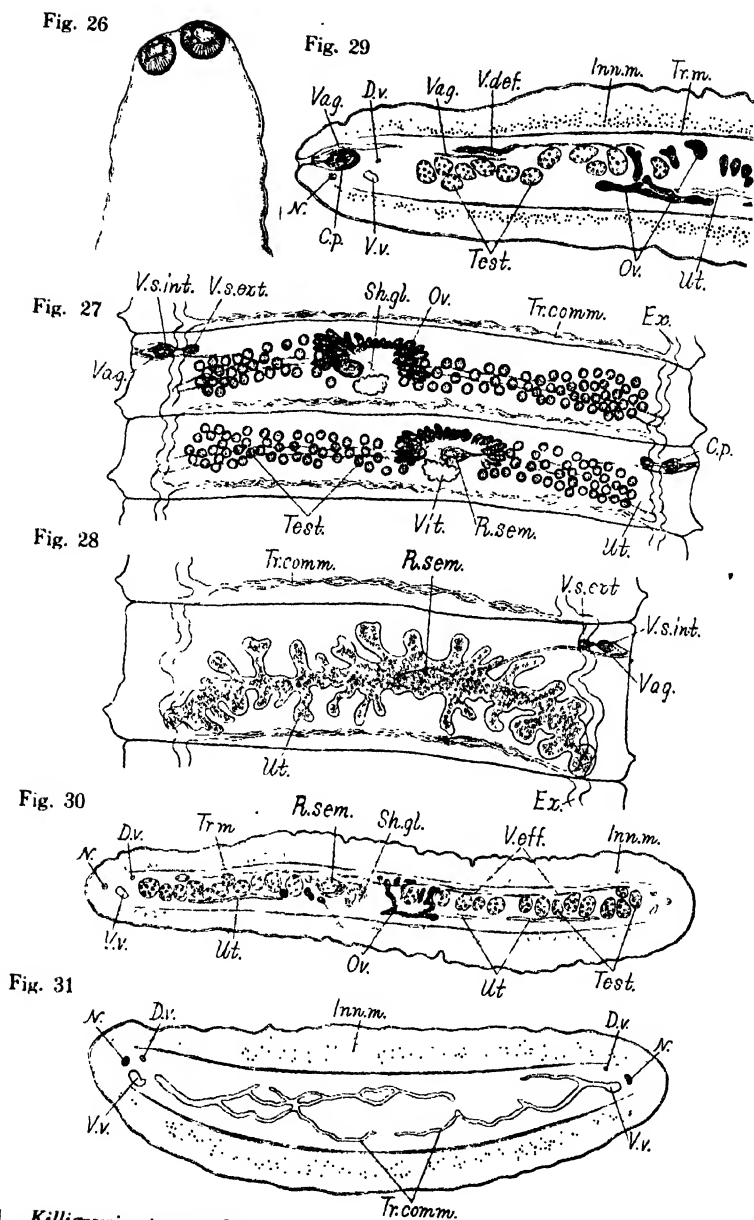 Fig. 26
Fig. 29
Vag. D.v. Vag. V.def. Inn.m. Tr.m.
N. C.p. V.v. Test. Ov. Ut.
Fig. 27
V.s.int. V.s.ext. Sh.gl. Ov. Tr.comm. Ex.
Vag.
C.p.
Test. Vit. R.sem. Ut.
Fig. 28
Tr.comm. R.sem. V.s.ext
V.s.int.
Vag.
Ut. Ex.
Fig. 30
N. D.v. Tr.m R.sem. Sh.gl. V.eff. Inn.m.
V.v. Ut. Ov. Ut Test.
Fig. 31
N. D.v. Inn.m. D.v. N.
V.v. V.v.
Tr.comm.